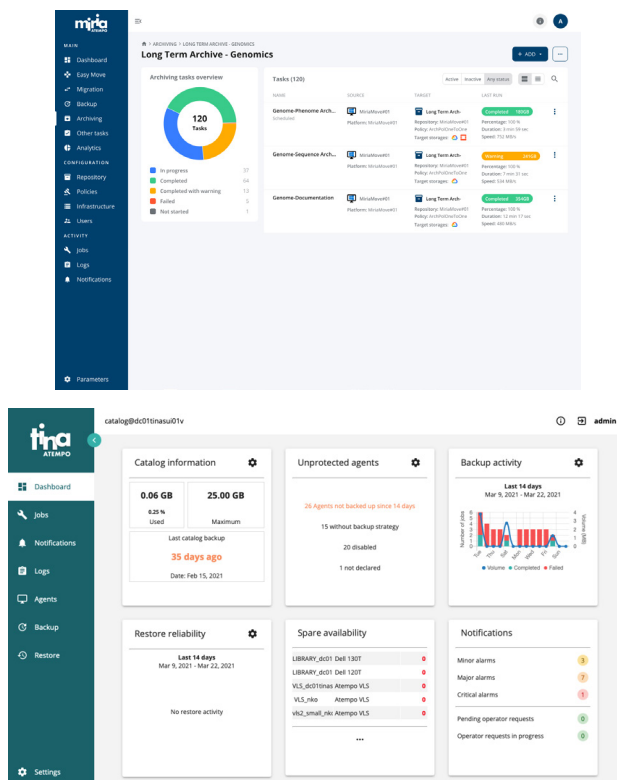 miria
ATEMPO
MAIN
Dashboard
Easy Move
Migration
Backup
Archiving
Other tasks
Analytics
CONFIGURATION
Repository
Policies
Infrastructure
Users
ACTIVITY
Jobs
Logs
Notifications
Parameters
A
> ARCHIVING > LONG TERM ARCHIVE - GENOMICS
Long Term Archive - Genomics
+ ADD
Archiving tasks overview
120
Tasks
In progress 37
Completed 64
Completed with warning 13
Failed 5
Not started 1
Tasks (120)
Active Inactive Any status
NAME SOURCE TARGET LAST RUN
Genome-Phenome Arch...
Scheduled
MiriaMove#01
Platform: MiriaMove#01
Long Term Arch-
Repository: MiriaMove#01
Policy: ArchPutOneToOne
Target storages:
Completed
Percentage: 100 %
Duration: 3 min 09 sec
Speed: 752 MB/s
Genome-Sequence Arch...
MiriaMove#01
Platform: MiriaMove#01
Long Term Arch-
Repository: MiriaMove#01
Policy: ArchPutOneToOne
Target storages:
Warning
Percentage: 100 %
Duration: 7 min 31 sec
Speed: 534 MB/s
Genome-Documentation
MiriaMove#01
Platform: MiriaMove#01
Long Term Arch-
Repository: MiriaMove#01
Policy: ArchPutOneToOne
Target storages:
Completed
Percentage: 100 %
Duration: 12 min 17 sec
Speed: 450 MB/s
tina
ATEMPO
Dashboard
Jobs
Notifications
Logs
Agents
Backup
Restore
Settings
catalog@dc01tinasui01v
admin
Catalog information
0.06 GB 25.00 GB
0.25 %
Used Maximum
Last catalog backup
35 days ago
Date: Feb 15, 2021
Unprotected agents
26 Agents not backed up since 14 days
15 without backup strategy
20 disabled
1 not declared
Backup activity
Last 14 days
Mar 9, 2021 - Mar 22, 2021
Number of jobs
Volume (MB)
Tue Thu Sat Mon Wed Fri Sun
Volume Completed Failed
Restore reliability
Last 14 days
Mar 9, 2021 - Mar 22, 2021
No restore activity
Spare availability
LIBRARY_dc01 Dell 130T 0
LIBRARY_dc01 Dell 120T 0
VLS_dc01tinas Atempo VLS 0
VLS_nko Atempo VLS 0
vls2_small_nk Atempo VLS 0
...
Notifications
Minor alarms 3
Major alarms 7
Critical alarms 1
Pending operator requests 0
Operator requests in progress 0